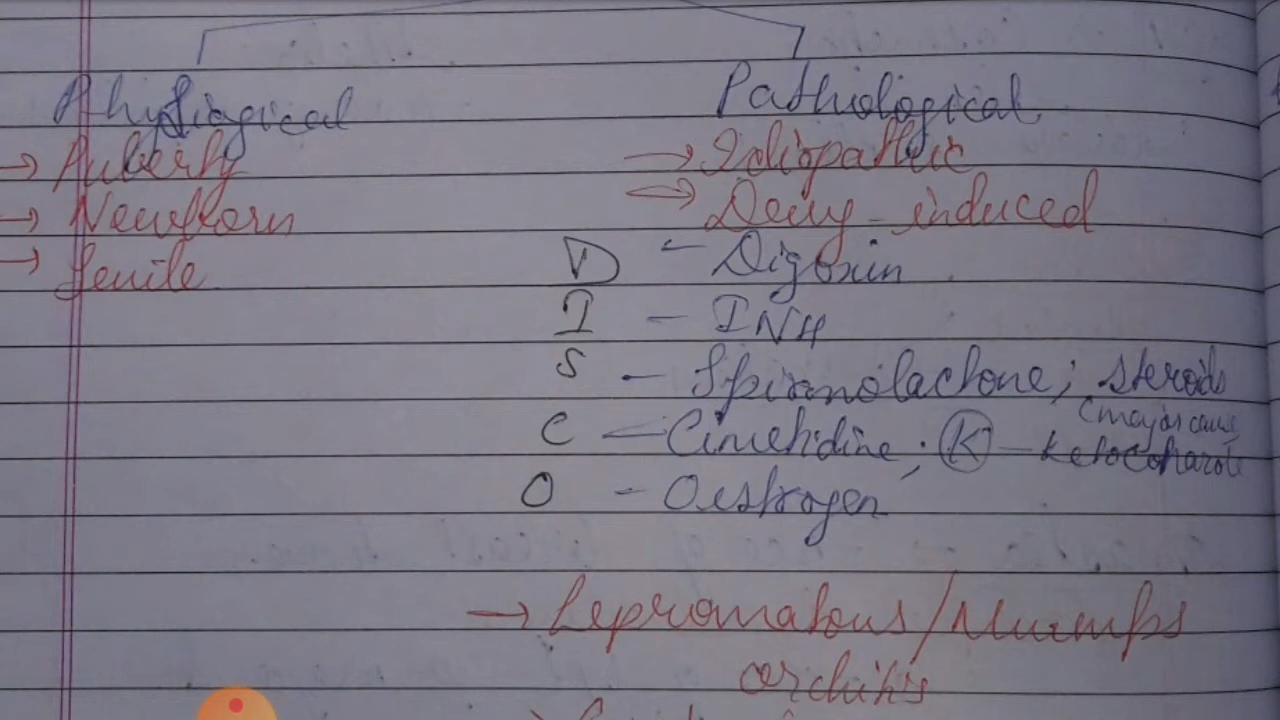 Physiological
Pathological
→ Puberty
→ Newborn
→ Senile
→ Idiopathic
⇒ Drug induced
D - Digoxin
I - INH
S - Spironolactone; steroids
(major cause
C - Cimetidine; K - ketoconazole
O - Oestrogen
→ Lepromatous/Mumps
orchitis